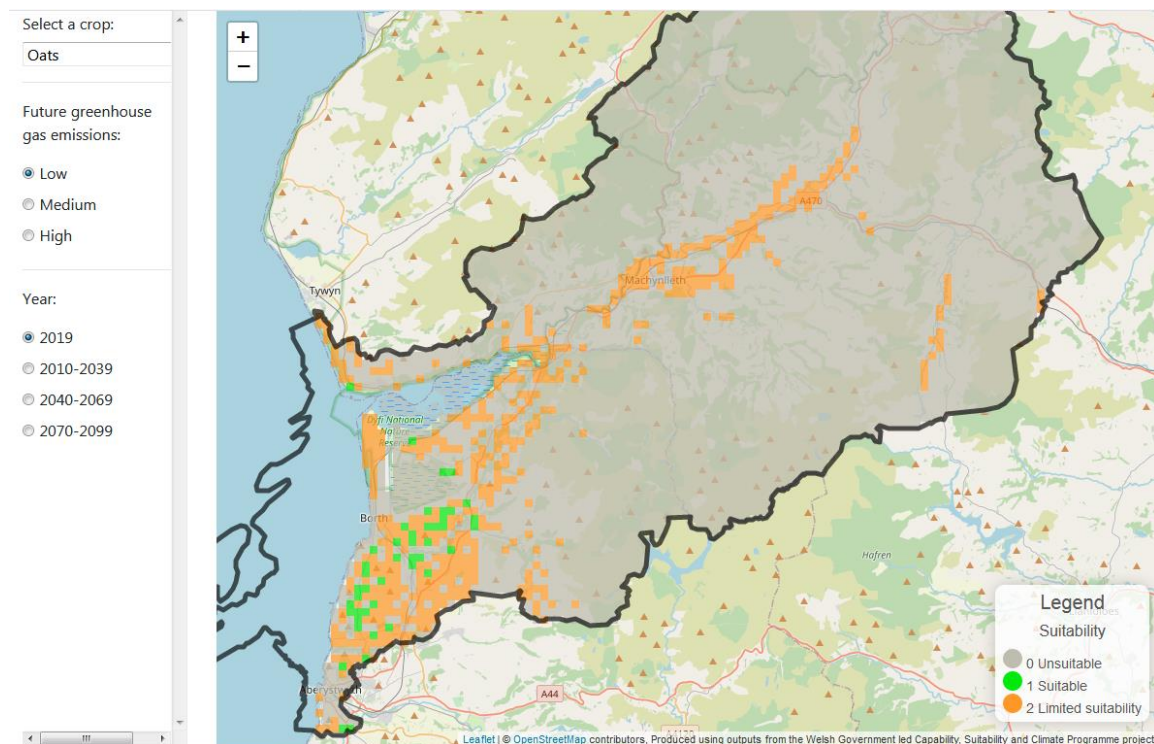 Select a crop:
Oats
Future greenhouse
gas emissions:
Low
Medium
High
Year:
2019
2010-2039
2040-2069
2070-2099
+
−
A470
Machynlleth
Tywyn
Dyfi National
Nature
Reserve
Borth
Hafren
Aberystwyth
A44
Legend
Suitability
0 Unsuitable
1 Suitable
2 Limited suitability
Leaflet | © OpenStreetMap contributors, Produced using outputs from the Welsh Government led Capability, Suitability and Climate Programme project